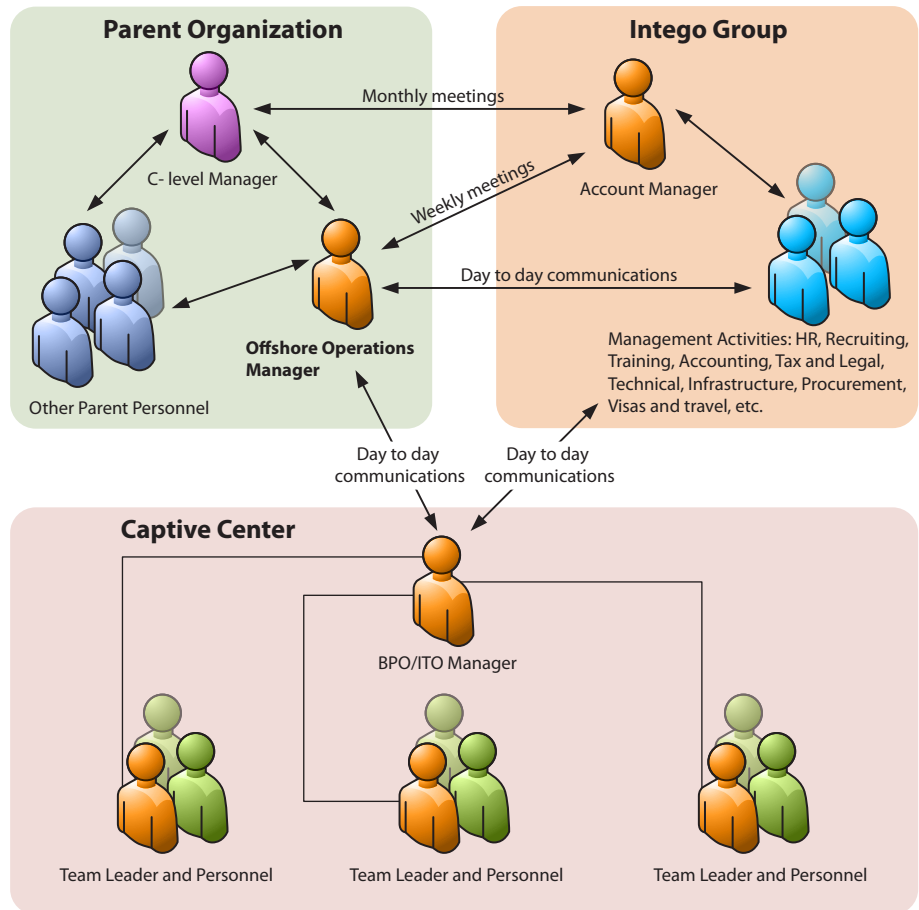 Parent Organization
Intego Group
Monthly meetings
C- level Manager
Account Manager
Weekly meetings
Day to day communications
Offshore Operations
Manager
Other Parent Personnel
Management Activities: HR, Recruiting,
Training, Accounting, Tax and Legal,
Technical, Infrastructure, Procurement,
Visas and travel, etc.
Day to day
communications
Day to day
communications
Captive Center
BPO/ITO Manager
Team Leader and Personnel
Team Leader and Personnel
Team Leader and Personnel